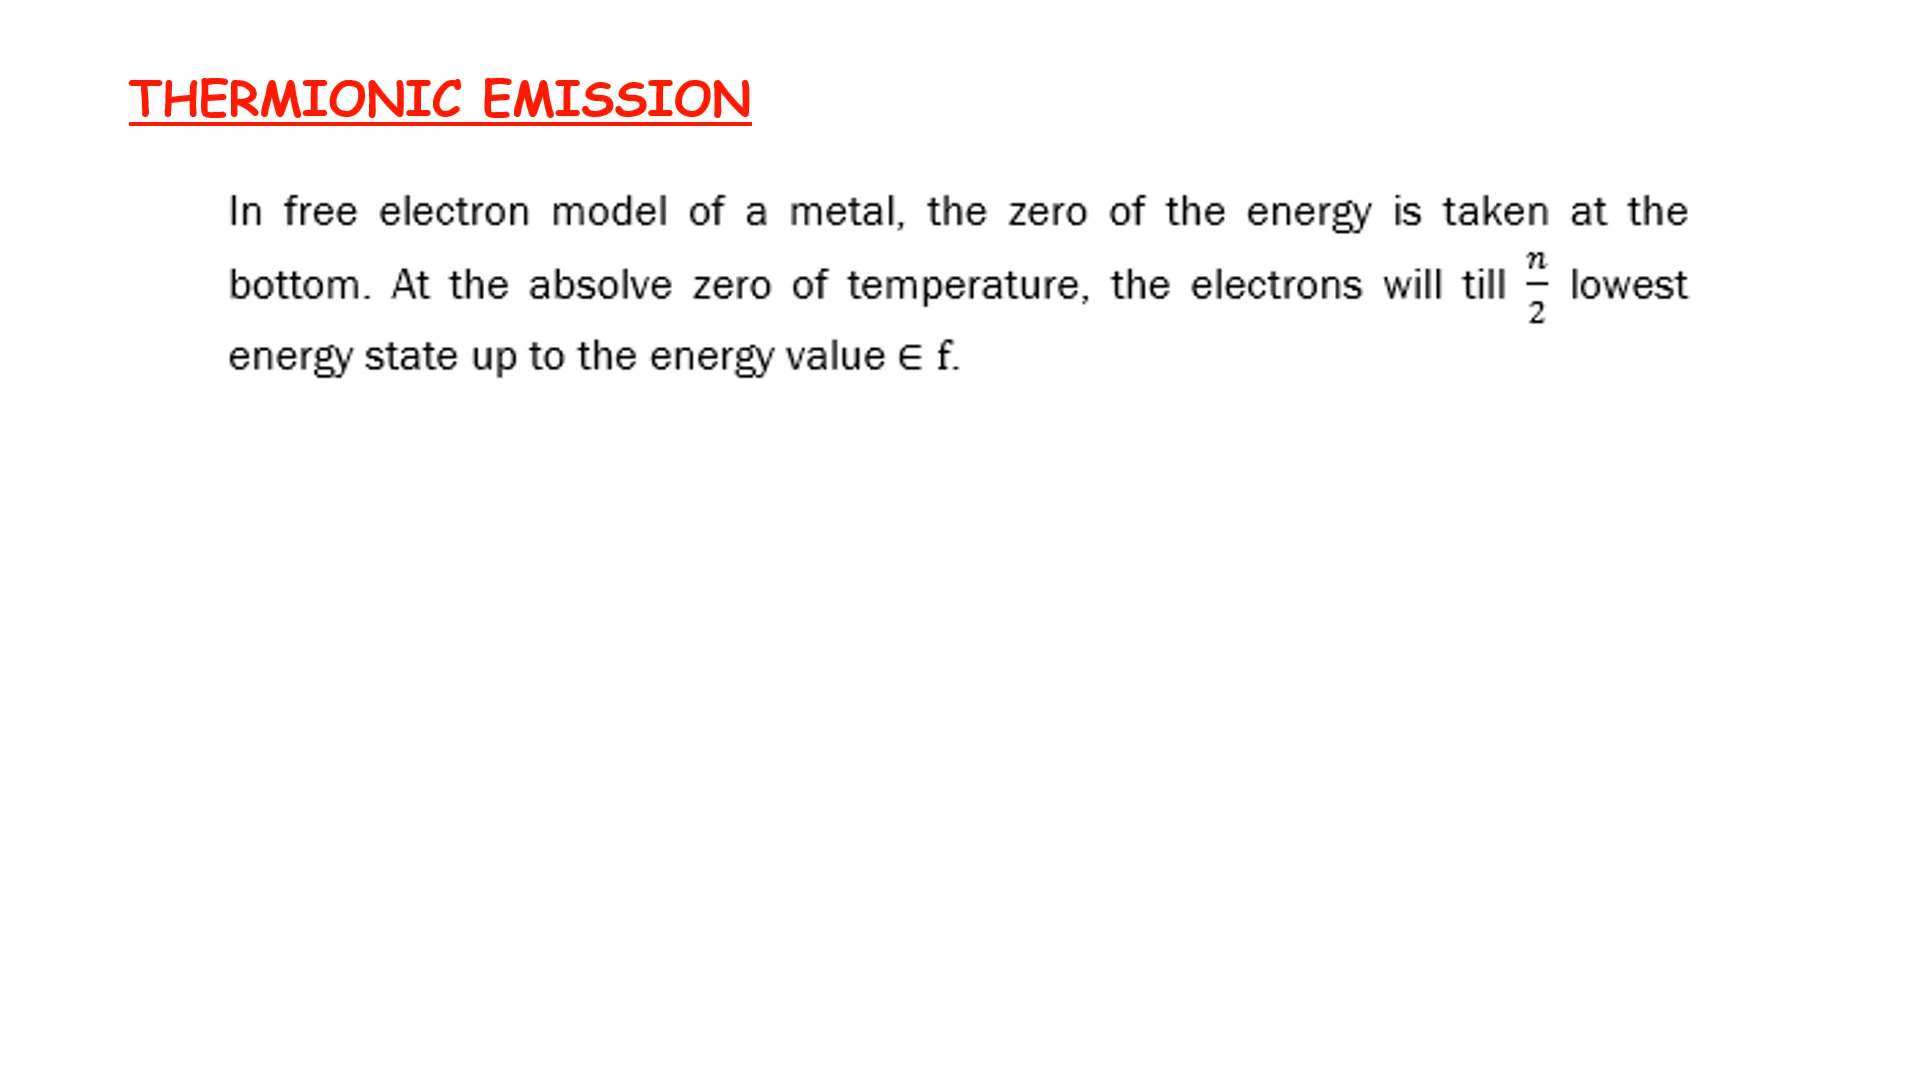 THERMIONIC EMISSION
In free electron model of a metal, the zero of the energy is taken at the
bottom. At the absolve zero of temperature, the electrons will till n/2 lowest
energy state up to the energy value ∈ f.